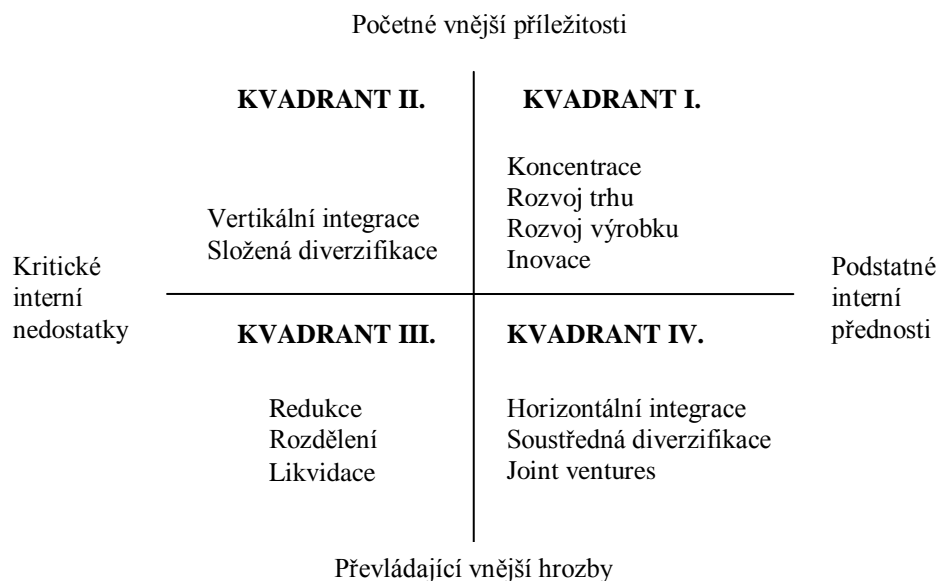 Početné vnější příležitosti
KVADRANT II.
KVADRANT I.
Vertikální integrace
Složená diverzifikace
Koncentrace
Rozvoj trhu
Rozvoj výrobku
Inovace
Kritické
interní
nedostatky
Podstatné
interní
přednosti
KVADRANT III.
KVADRANT IV.
Redukce
Rozdělení
Likvidace
Horizontální integrace
Soustředná diverzifikace
Joint ventures
Převládající vnější hrozby